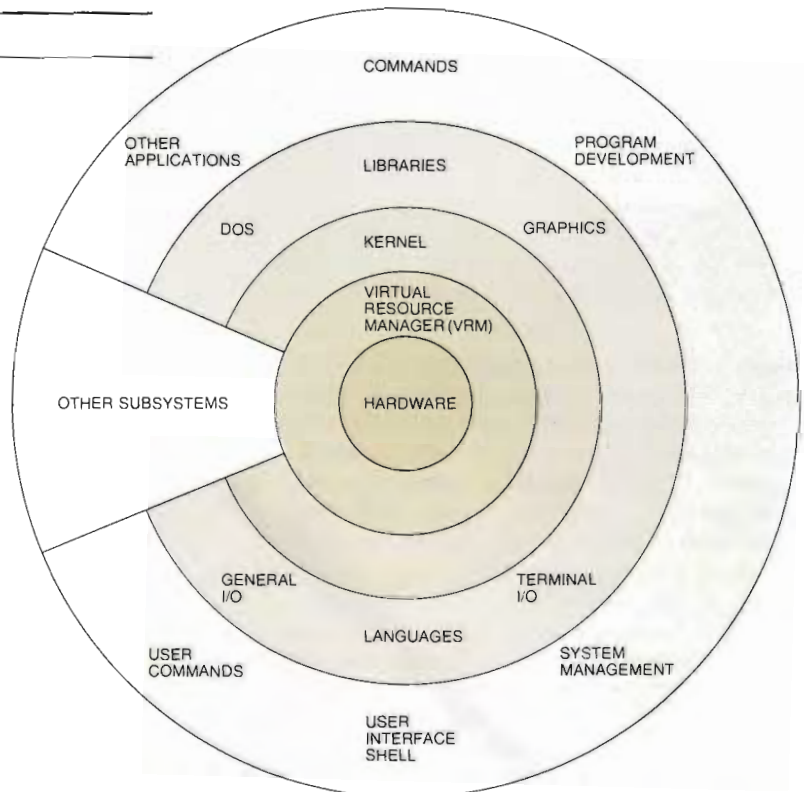 COMMANDS
OTHER
APPLICATIONS
PROGRAM
DEVELOPMENT
LIBRARIES
DOS
GRAPHICS
KERNEL
VIRTUAL
RESOURCE
MANAGER (VRM)
OTHER SUBSYSTEMS
HARDWARE
GENERAL
I/O
TERMINAL
I/O
LANGUAGES
USER
COMMANDS
SYSTEM
MANAGEMENT
USER
INTERFACE
SHELL